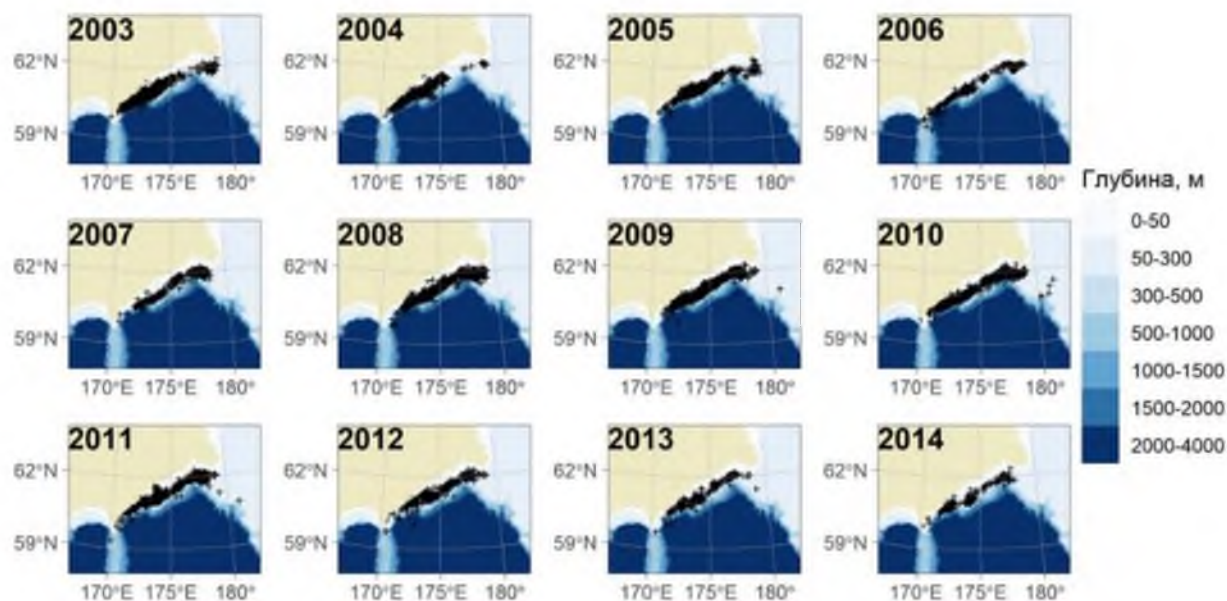 2003 2004 2005 2006
62°N 62°N 62°N 62°N
59°N 59°N 59°N 59°N
170°E 175°E 180° 170°E 175°E 180° 170°E 175°E 180° 170°E 175°E 180°
Глубина, м
0-50
50-300
300-500
500-1000
1000-1500
1500-2000
2000-4000
2007 2008 2009 2010
62°N 62°N 62°N 62°N
59°N 59°N 59°N 59°N
170°E 175°E 180° 170°E 175°E 180° 170°E 175°E 180° 170°E 175°E 180°
2011 2012 2013 2014
62°N 62°N 62°N 62°N
59°N 59°N 59°N 59°N
170°E 175°E 180° 170°E 175°E 180° 170°E 175°E 180° 170°E 175°E 180°